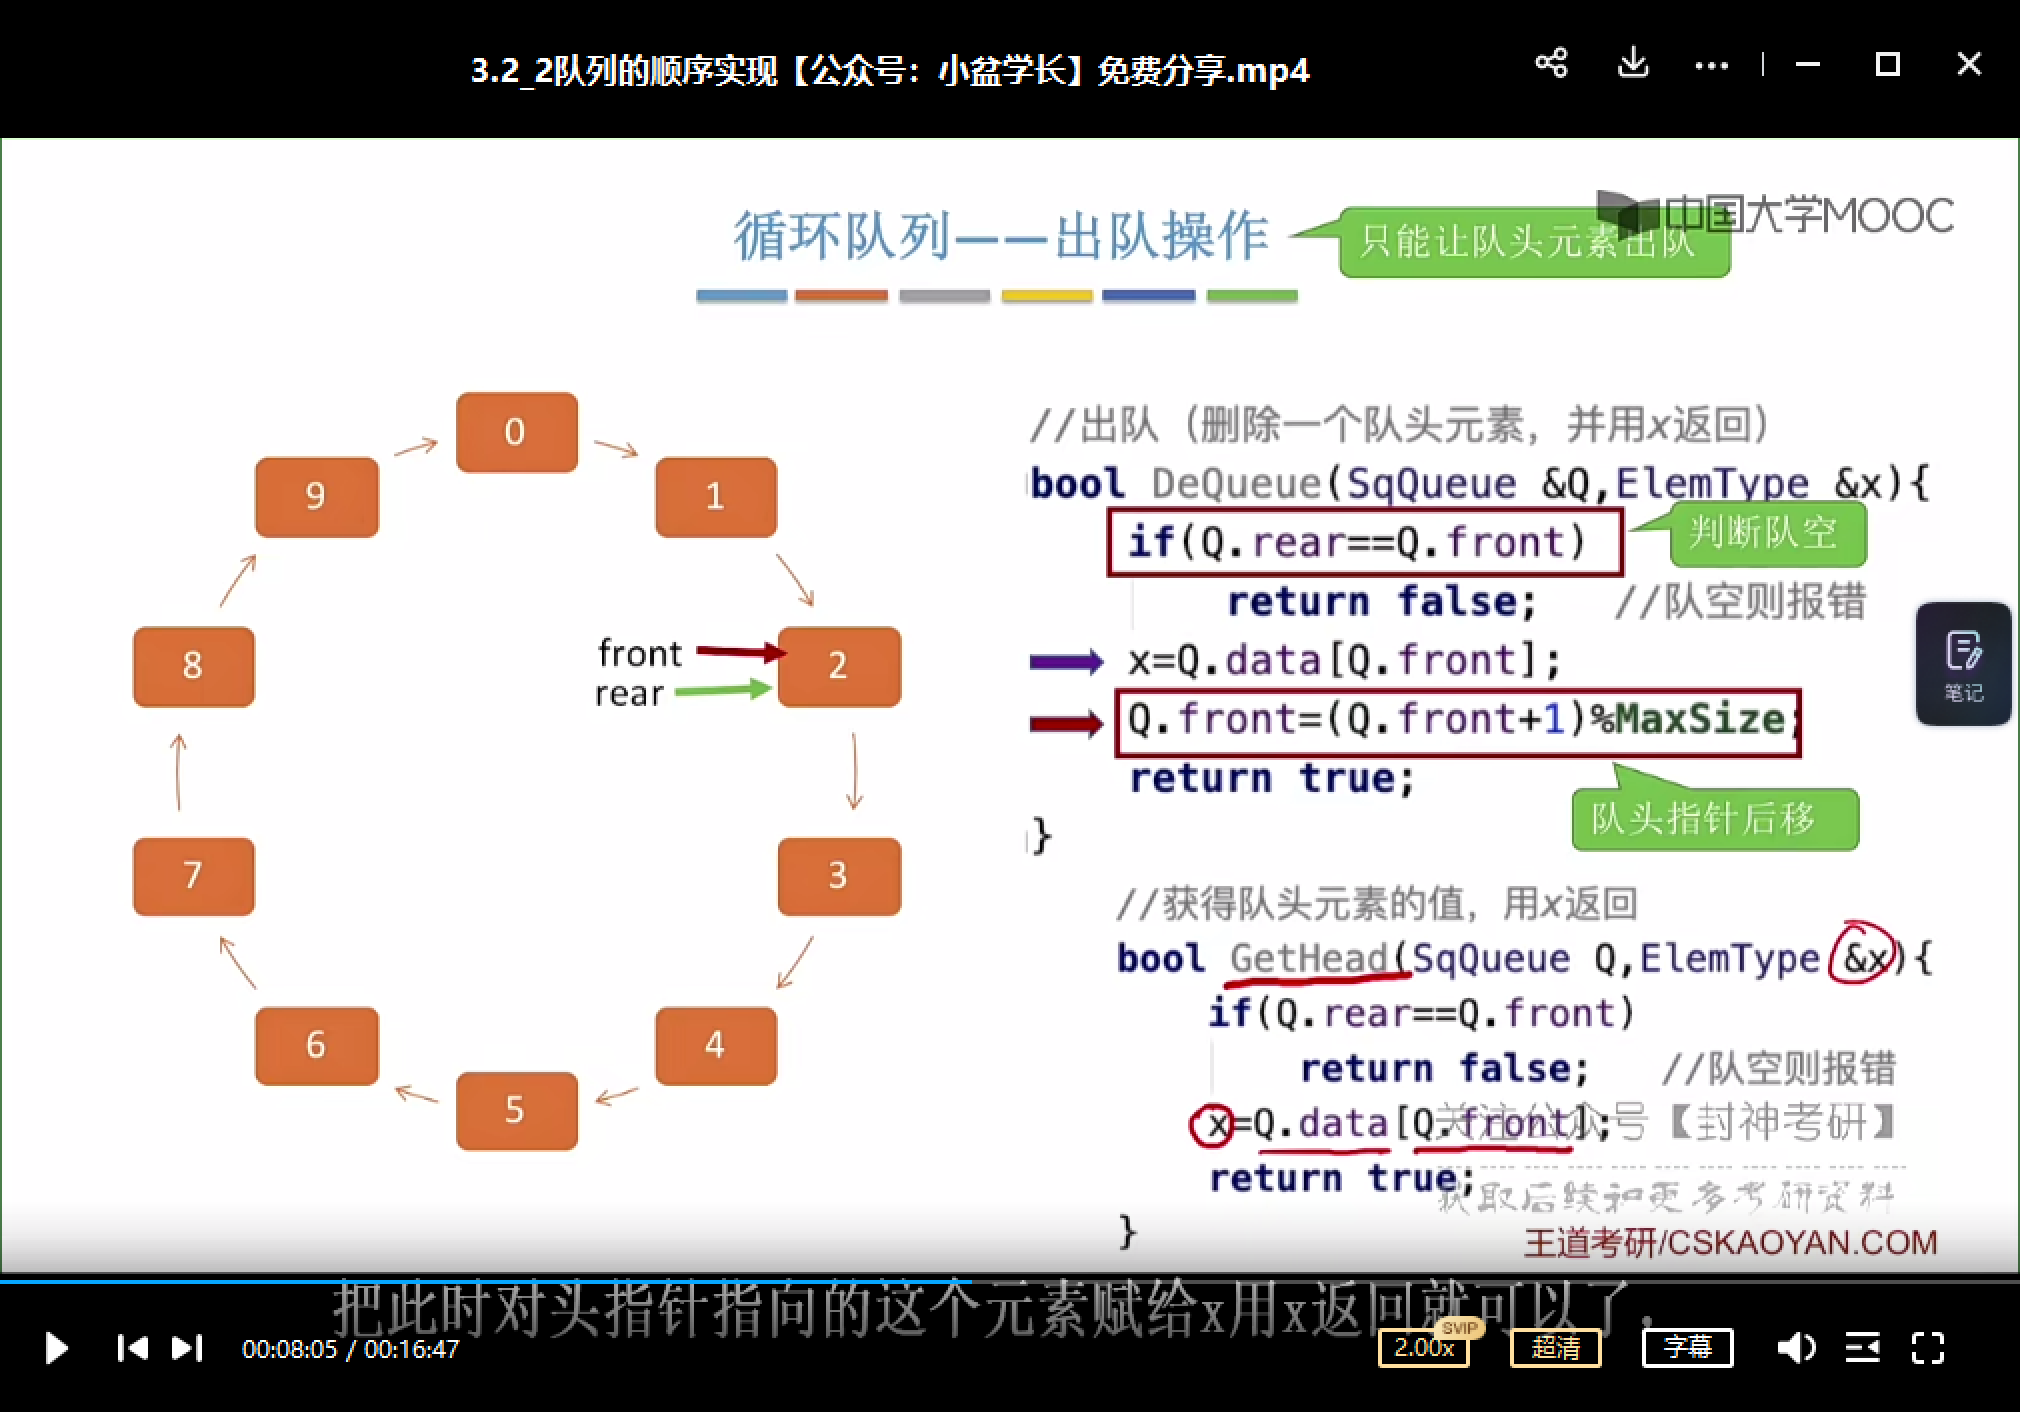 3.2_2队列的顺序实现【公众号：小盆学长】免费分享.mp4
循环队列——出队操作
只能让队头元素出队
中国大学MOOC
0
1
2
3
4
5
6
7
8
9
front
rear
//出队（删除一个队头元素，并用x返回）
bool DeQueue(SqQueue &Q,ElemType &x){
if(Q.rear==Q.front)
判断队空
return false; //队空则报错
x=Q.data[Q.front];
Q.front=(Q.front+1)%MaxSize;
return true;
队头指针后移
}
//获得队头元素的值，用x返回
bool GetHead(SqQueue Q,ElemType &x){
if(Q.rear==Q.front)
return false; //队空则报错
x=Q.data[Q.front];
return true;
}
关注公众号【封神考研】
获取后续和更多考研资料
王道考研/CSKAOYAN.COM
笔记
把此时对头指针指向的这个元素赋给x用x返回就可以了，
00:08:05 / 00:16:47
2.00x
SVIP
超清
字幕